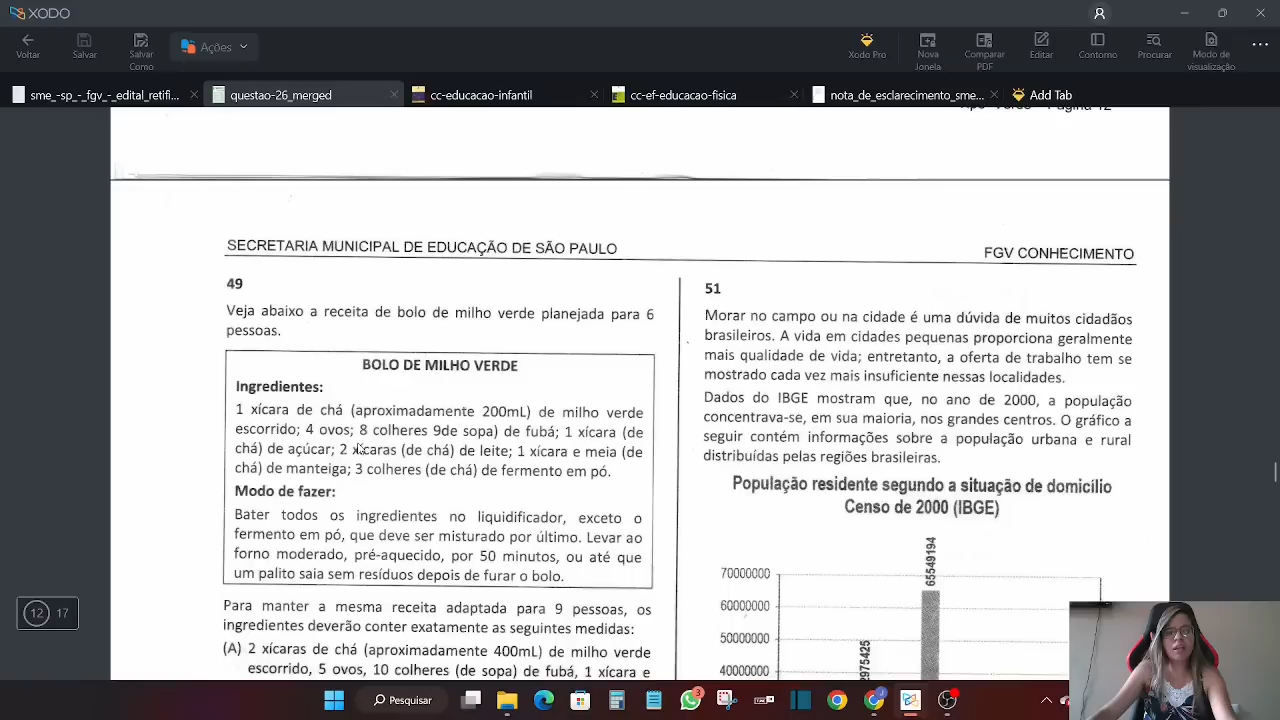 XODO
Voltar
Salvar
Salvar Como
Ações
Xodo Pro
Nova Janela
Comparar PDF
Editar
Contorno
Procurar
Modo de visualização
sme_-sp_-_fgv_-_edital_retifi...
questao-26_merged
cc-educacao-infantil
cc-ef-educacao-fisica
nota_de_esclarecimento_sme...
Add Tab
SECRETARIA MUNICIPAL DE EDUCAÇÃO DE SÃO PAULO
FGV CONHECIMENTO
49
Veja abaixo a receita de bolo de milho verde planejada para 6
pessoas.
BOLO DE MILHO VERDE
Ingredientes:
1 xícara de chá (aproximadamente 200mL) de milho verde
escorrido; 4 ovos; 8 colheres 9de sopa) de fubá; 1 xícara (de
chá) de açúcar; 2 xícaras (de chá) de leite; 1 xícara e meia (de
chá) de manteiga; 3 colheres (de chá) de fermento em pó.
Modo de fazer:
Bater todos os ingredientes no liquidificador, exceto o
fermento em pó, que deve ser misturado por último. Levar ao
forno moderado, pré-aquecido, por 50 minutos, ou até que
um palito saia sem resíduos depois de furar o bolo.
Para manter a mesma receita adaptada para 9 pessoas, os
ingredientes deverão conter exatamente as seguintes medidas:
(A) 2 xícaras de chá (aproximadamente 400mL) de milho verde
escorrido, 5 ovos, 10 colheres (de sopa) de fubá, 1 xícara e
51
Morar no campo ou na cidade é uma dúvida de muitos cidadãos
brasileiros. A vida em cidades pequenas proporciona geralmente
mais qualidade de vida; entretanto, a oferta de trabalho tem se
mostrado cada vez mais insuficiente nessas localidades.
Dados do IBGE mostram que, no ano de 2000, a população
concentrava-se, em sua maioria, nos grandes centros. O gráfico a
seguir contém informações sobre a população urbana e rural
distribuídas pelas regiões brasileiras.
População residente segundo a situação de domicílio
Censo de 2000 (IBGE)
70000000
60000000
50000000
40000000
65549194
2975425
12 17
Pesquisar
3